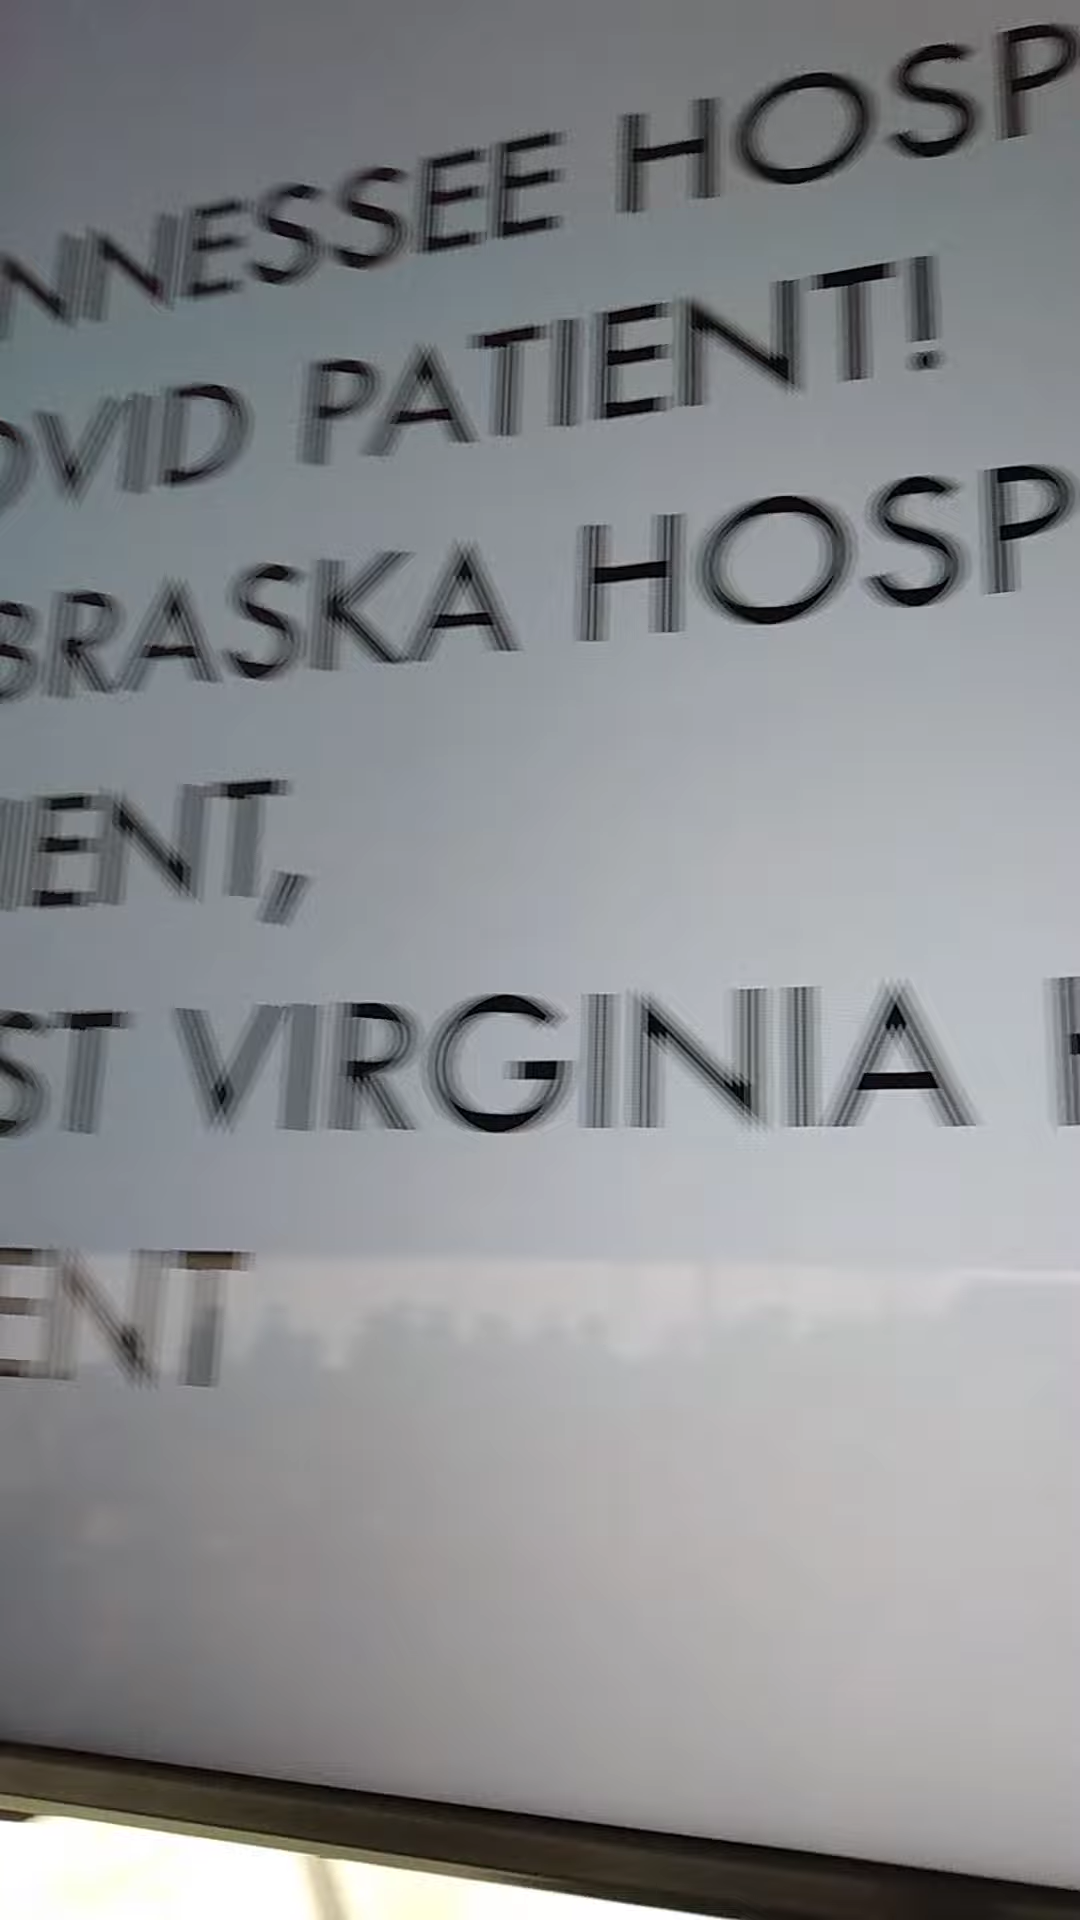 NNESSEE HOSP
OVID PATIENT!
BRASKA HOSP
IENT,
ST VIRGINIA H
ENT